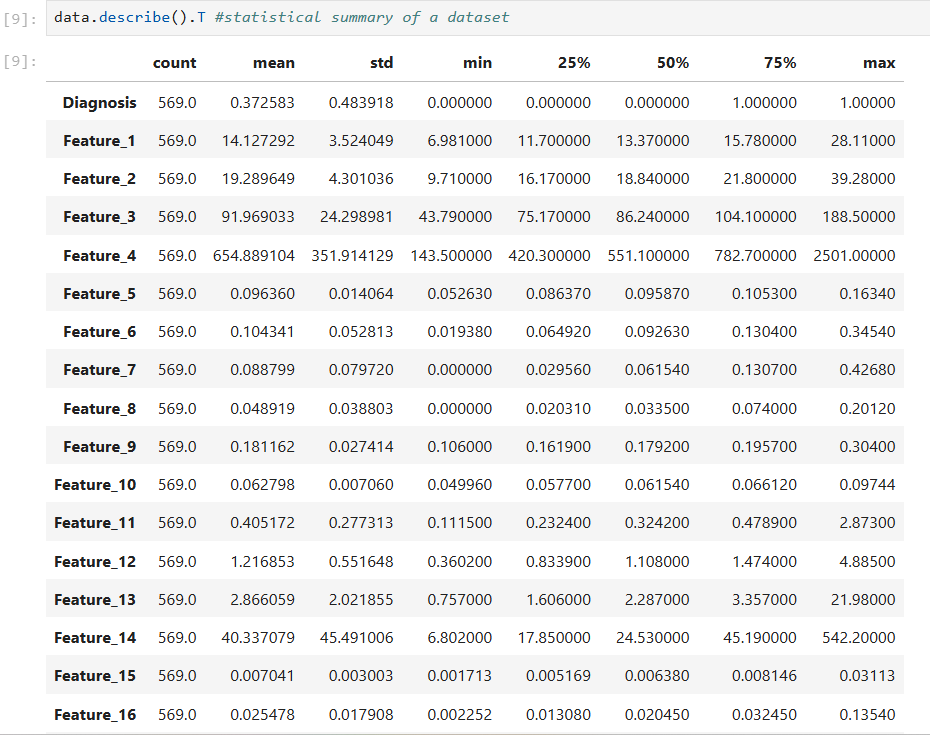 [9]: data.describe().T #statistical summary of a dataset
[9]:
count mean std min 25% 50% 75% max
Diagnosis 569.0 0.372583 0.483918 0.000000 0.000000 0.000000 1.000000 1.00000
Feature_1 569.0 14.127292 3.524049 6.981000 11.700000 13.370000 15.780000 28.11000
Feature_2 569.0 19.289649 4.301036 9.710000 16.170000 18.840000 21.800000 39.28000
Feature_3 569.0 91.969033 24.298981 43.790000 75.170000 86.240000 104.100000 188.50000
Feature_4 569.0 654.889104 351.914129 143.500000 420.300000 551.100000 782.700000 2501.00000
Feature_5 569.0 0.096360 0.014064 0.052630 0.086370 0.095870 0.105300 0.16340
Feature_6 569.0 0.104341 0.052813 0.019380 0.064920 0.092630 0.130400 0.34540
Feature_7 569.0 0.088799 0.079720 0.000000 0.029560 0.061540 0.130700 0.42680
Feature_8 569.0 0.048919 0.038803 0.000000 0.020310 0.033500 0.074000 0.20120
Feature_9 569.0 0.181162 0.027414 0.106000 0.161900 0.179200 0.195700 0.30400
Feature_10 569.0 0.062798 0.007060 0.049960 0.057700 0.061540 0.066120 0.09744
Feature_11 569.0 0.405172 0.277313 0.111500 0.232400 0.324200 0.478900 2.87300
Feature_12 569.0 1.216853 0.551648 0.360200 0.833900 1.108000 1.474000 4.88500
Feature_13 569.0 2.866059 2.021855 0.757000 1.606000 2.287000 3.357000 21.98000
Feature_14 569.0 40.337079 45.491006 6.802000 17.850000 24.530000 45.190000 542.20000
Feature_15 569.0 0.007041 0.003003 0.001713 0.005169 0.006380 0.008146 0.03113
Feature_16 569.0 0.025478 0.017908 0.002252 0.013080 0.020450 0.032450 0.13540